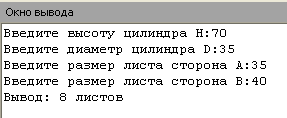 Окно вывода
Введите высоту цилиндра H:70
Введите диаметр цилиндра D:35
Введите размер листа сторона A:35
Введите размер листа сторона B:40
Вывод: 8 листов